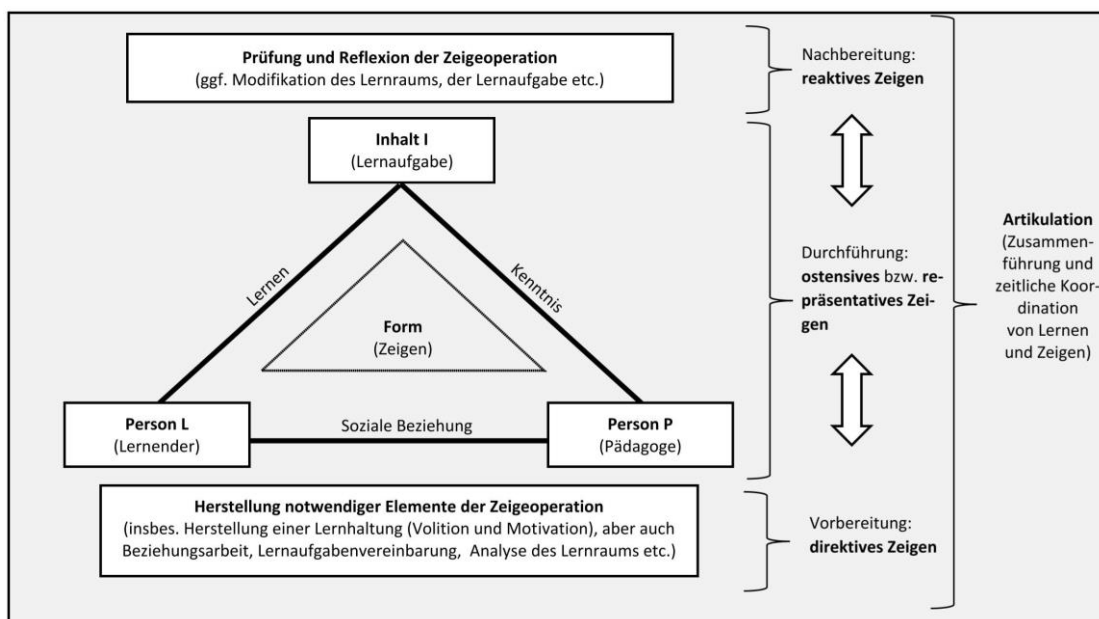 Prüfung und Reflexion der Zeigeoperation
(ggf. Modifikation des Lernraums, der Lernaufgabe etc.)
Nachbereitung:
reaktives Zeigen
Inhalt I
(Lernaufgabe)
Lernen
Kenntnis
Form
(Zeigen)
Person L
(Lernender)
Soziale Beziehung
Person P
(Pädagoge)
Durchführung:
ostensives bzw. re-
präsentatives Zei-
gen
Artikulation
(Zusammen-
führung und
zeitliche Koor-
dination
von Lernen
und Zeigen)
Herstellung notwendiger Elemente der Zeigeoperation
(insbes. Herstellung einer Lernhaltung (Volition und Motivation), aber auch
Beziehungsarbeit, Lernaufgabenvereinbarung, Analyse des Lernraums etc.)
Vorbereitung:
direktives Zeigen